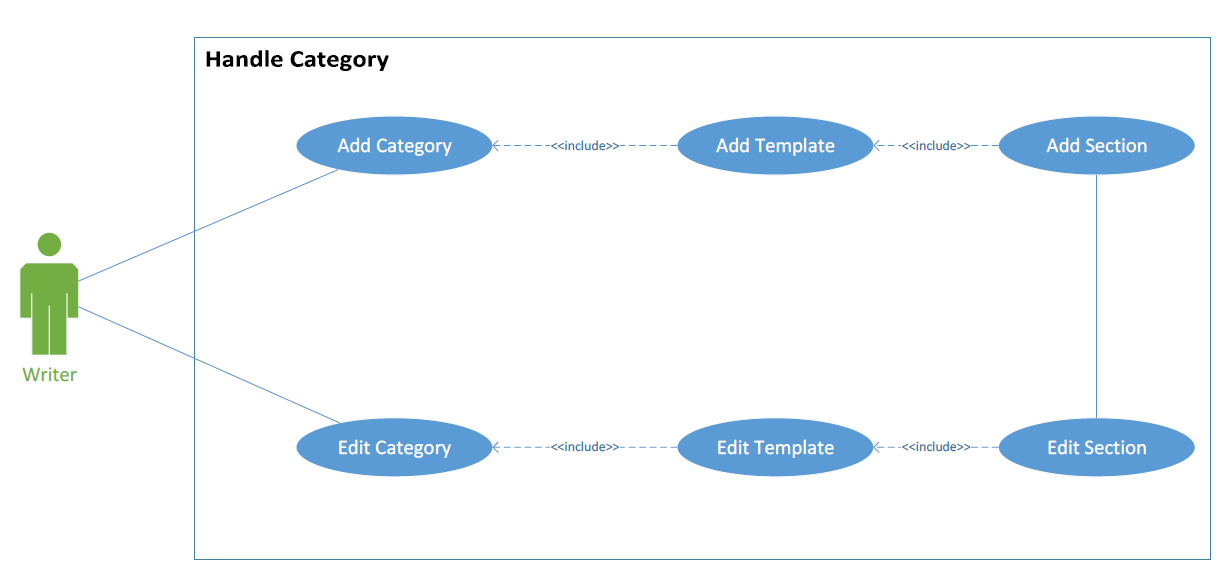 Handle Category
Add Category
<<include>>
Add Template
<<include>>
Add Section
Writer
Edit Category
<<include>>
Edit Template
<<include>>
Edit Section